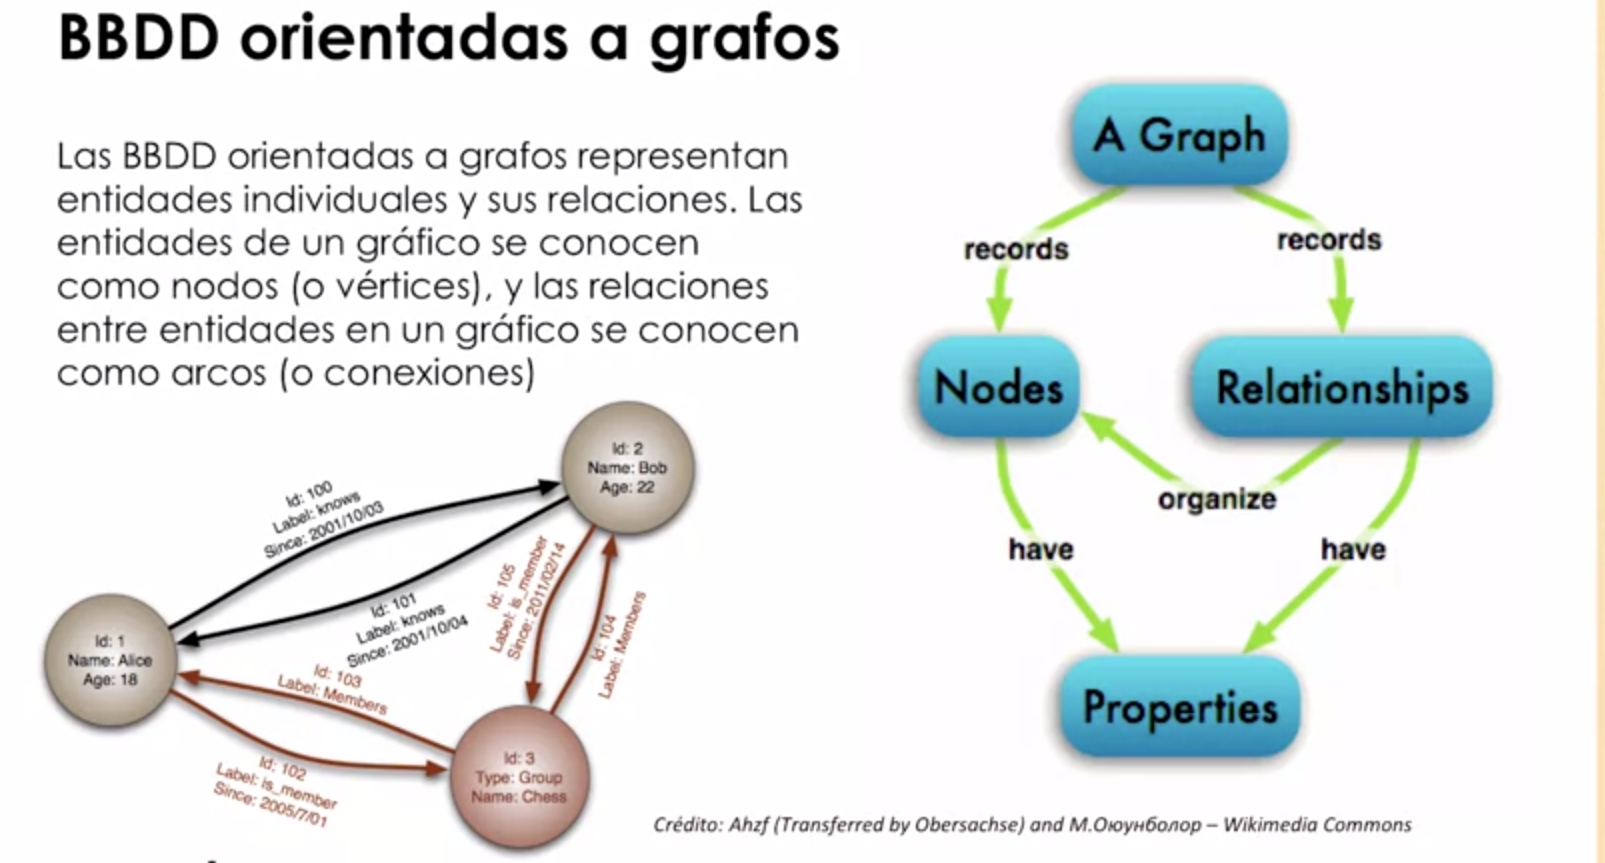 BBDD orientadas a grafos
Las BBDD orientadas a grafos representan
entidades individuales y sus relaciones. Las
entidades de un gráfico se conocen
como nodos (o vértices), y las relaciones
entre entidades en un gráfico se conocen
como arcos (o conexiones)
Id: 2
Name: Bob
Age: 22
Id: 100
Label: knows
Since: 2001/10/03
Id: 101
Label: knows
Since: 2001/10/04
Id: 105
Label: is_member
Since: 2011/02/14
Id: 104
Label: Members
Id: 1
Name: Alice
Age: 18
Id: 103
Label: Members
Id: 102
Label: is_member
Since: 2005/7/01
Id: 3
Type: Group
Name: Chess
A Graph
records
records
Nodes
Relationships
organize
have
have
Properties
Crédito: Ahzf (Transferred by Obersachse) and М.Оюунболор – Wikimedia Commons